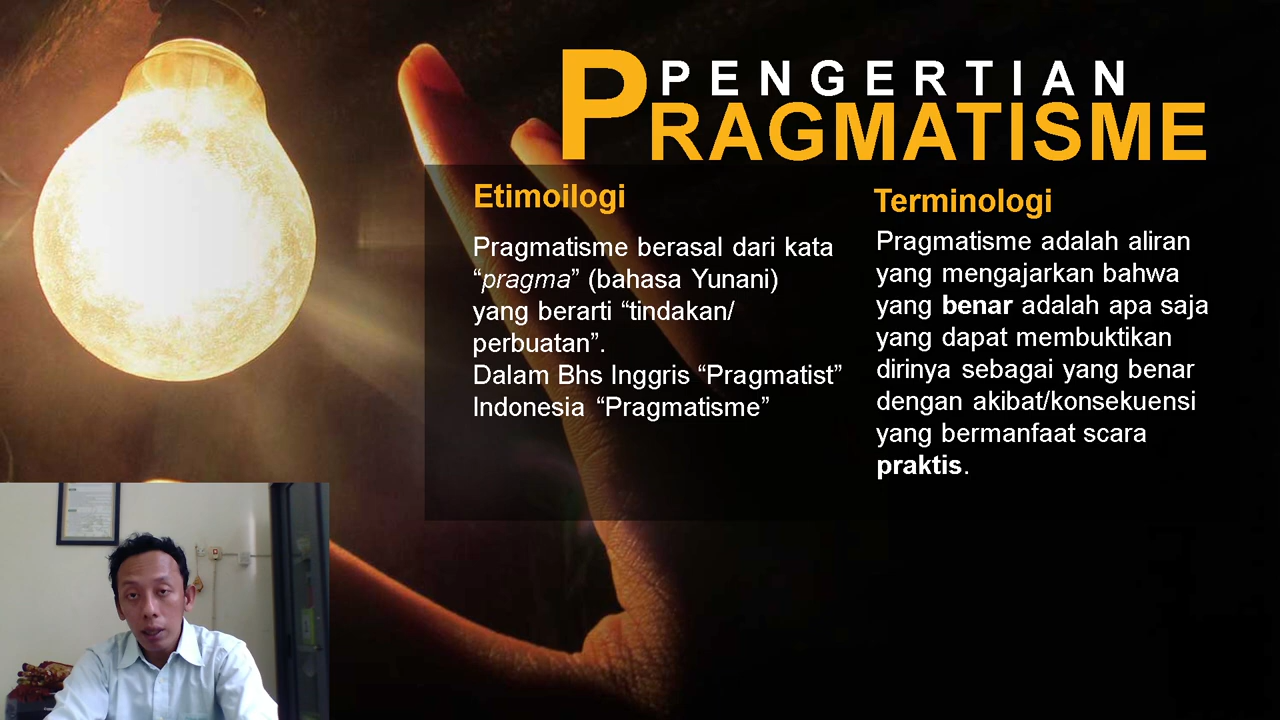 PENGERTIAN
PRAGMATISME
Etimoilogi
Pragmatisme berasal dari kata
“pragma” (bahasa Yunani)
yang berarti “tindakan/
perbuatan”.
Dalam Bhs Inggris “Pragmatist”
Indonesia “Pragmatisme”
Terminologi
Pragmatisme adalah aliran
yang mengajarkan bahwa
yang benar adalah apa saja
yang dapat membuktikan
dirinya sebagai yang benar
dengan akibat/konsekuensi
yang bermanfaat scara
praktis.